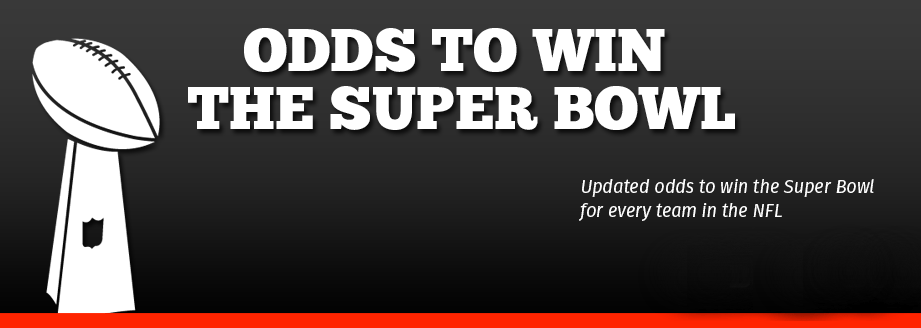 ODDS TO WIN
THE SUPER BOWL
Updated odds to win the Super Bowl
for every team in the NFL